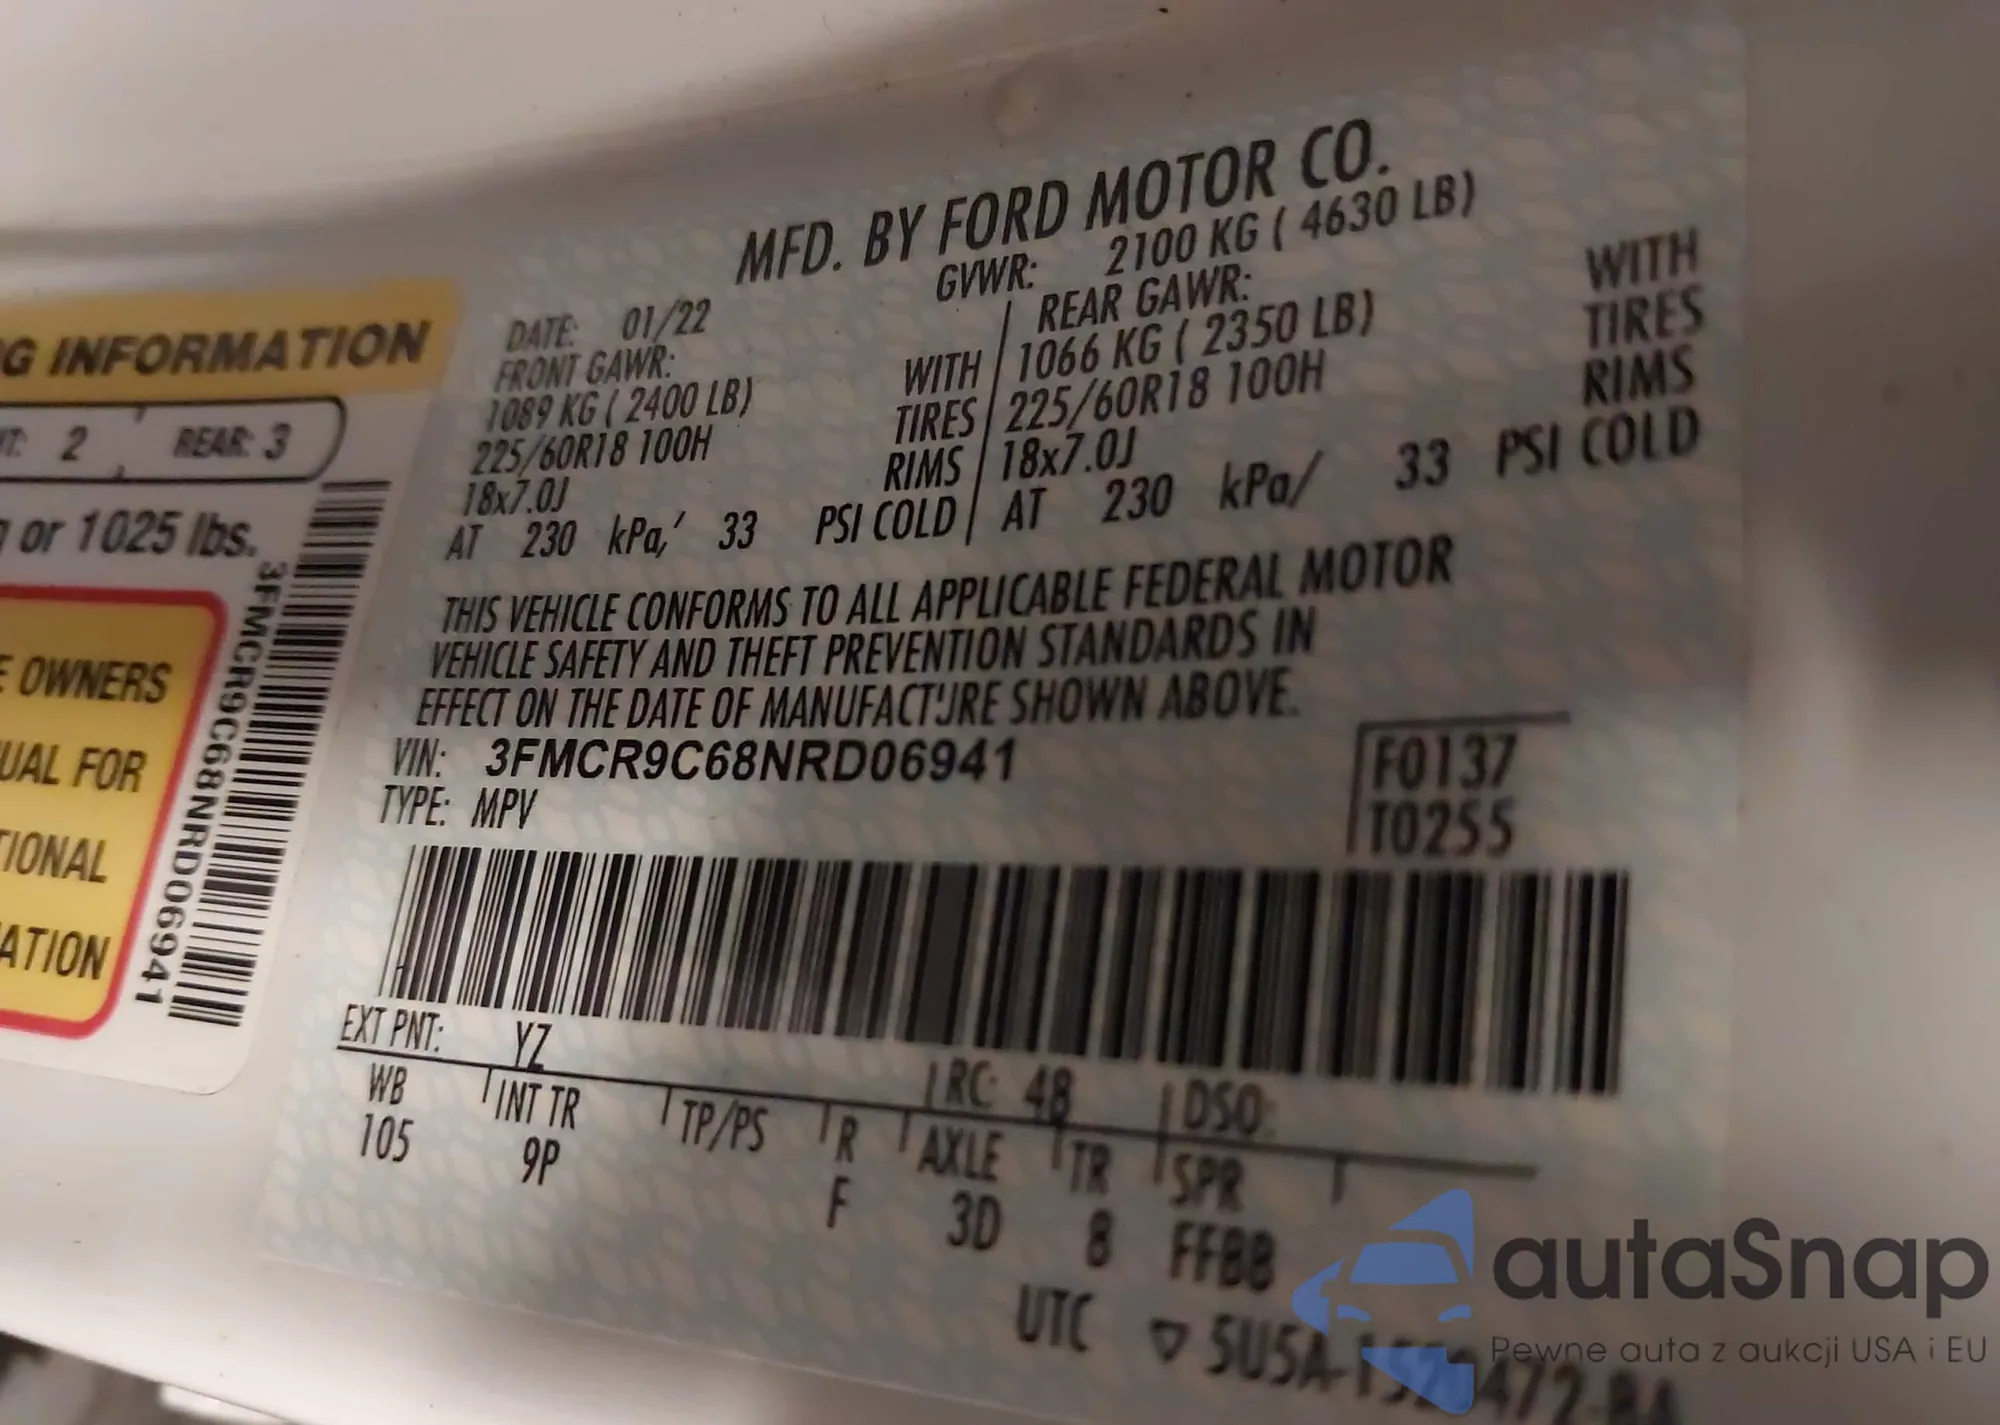 G INFORMATION
2
REAR: 3
or 1025 lbs.
OWNERS
UAL FOR
TIONAL
ATION
3FMCR9C68NRD06941
MFD. BY FORD MOTOR CO.
DATE: 01/22
GVWR: 2100 KG ( 4630 LB)
FRONT GAWR:
REAR GAWR:
1089 KG ( 2400 LB) WITH
1066 KG ( 2350 LB) WITH
225/60R18 100H TIRES
225/60R18 100H TIRES
18x7.0J RIMS
18x7.0J RIMS
AT 230 kPa/ 33 PSI COLD
AT 230 kPa/ 33 PSI COLD
THIS VEHICLE CONFORMS TO ALL APPLICABLE FEDERAL MOTOR
VEHICLE SAFETY AND THEFT PREVENTION STANDARDS IN
EFFECT ON THE DATE OF MANUFACTURE SHOWN ABOVE.
VIN: 3FMCR9C68NRD06941
TYPE: MPV
F0137
T0255
EXT PNT: YZ
RC: 48
DSO:
WB
INT TR
TP/PS
R
AXLE
TR
SPR
105
9P
F
3D
8
FFBB
UTC
autaSnap
Pewne auta z aukcji USA i EU